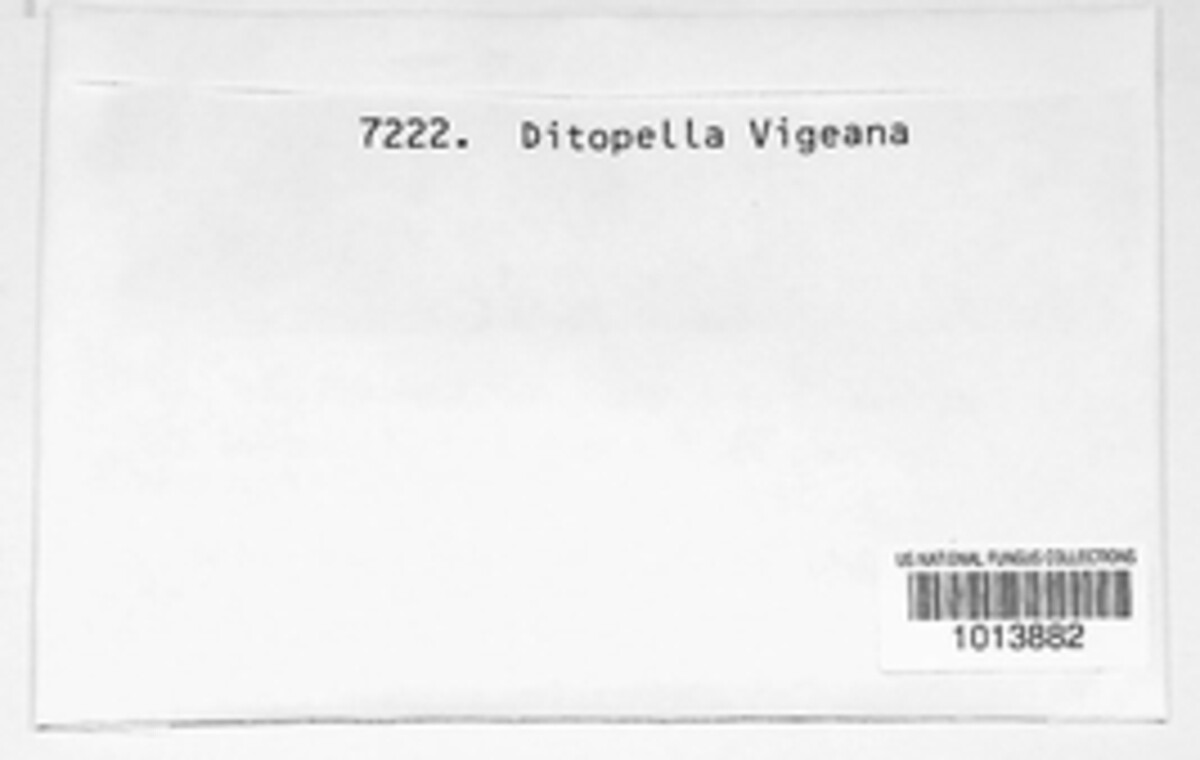 7222. Ditopella Vigeana
US NATIONAL FUNGUS COLLECTIONS
1013882